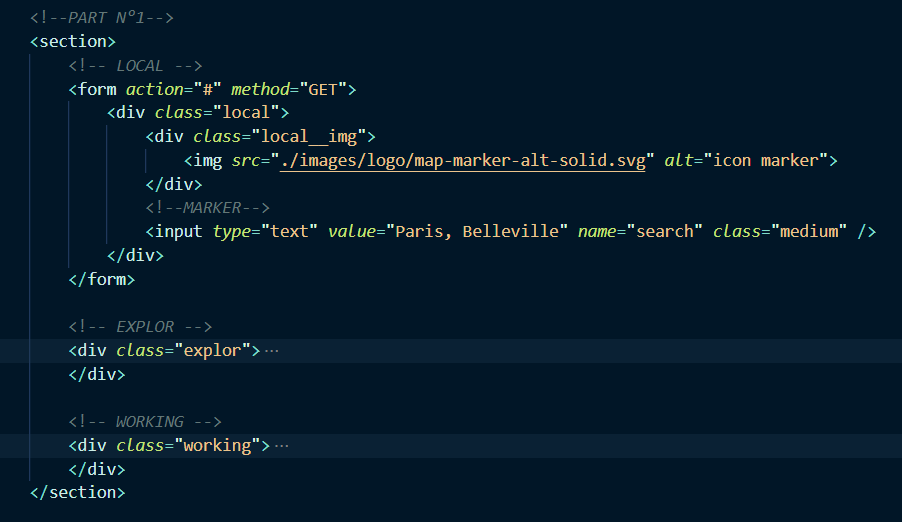 <!--PART N°1-->
<section>
<!-- LOCAL -->
<form action="#" method="GET">
<div class="local">
<div class="local__img">
<img src="./images/logo/map-marker-alt-solid.svg" alt="icon marker">
</div>
<!--MARKER-->
<input type="text" value="Paris, Belleville" name="search" class="medium" />
</div>
</form>
<!-- EXPLOR -->
<div class="explor">···
</div>
<!-- WORKING -->
<div class="working">···
</div>
</section>